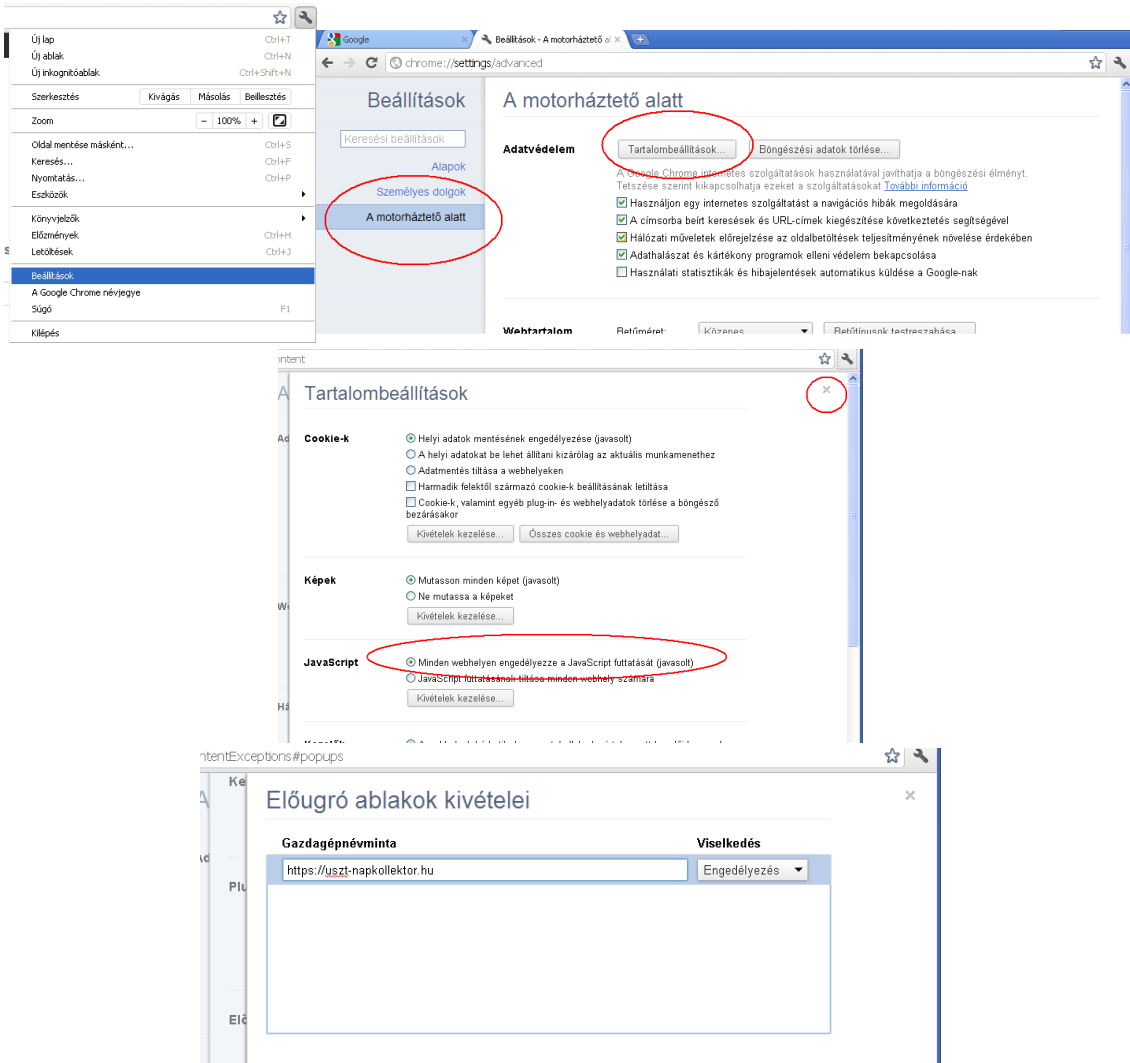 Új lap Ctrl+T
Új ablak Ctrl+N
Új inkognitóablak Ctrl+Shift+N
Szerkesztés Kivágás Másolás Beillesztés
Zoom - 100% +
Oldal mentése másként... Ctrl+S
Keresés... Ctrl+F
Nyomtatás... Ctrl+P
Eszközök
Könyvjelzők
Előzmények Ctrl+H
Letöltések Ctrl+J
Beállítások
A Google Chrome névjegye
Súgó F1
Kilépés
Google
Beállítások - A motorháztető al
chrome://settings/advanced
Beállítások
Keresési beállítások
Alapok
Személyes dolgok
A motorháztető alatt
A motorháztető alatt
Adatvédelem Tartalombeállítások... Böngészési adatok törlése...
A Google Chrome internetes szolgáltatások használatával javíthatja a böngészési élményt.
Tetszése szerint kikapcsolhatja ezeket a szolgáltatásokat További információ
Használjon egy internetes szolgáltatást a navigációs hibák megoldására
A címsorba beírt keresések és URL-címek kiegészítése következtetés segítségével
Hálózati műveletek előrejelzése az oldalbetöltések teljesítményének növelése érdekében
Adathalászat és kártékony programok elleni védelem bekapcsolása
Használati statisztikák és hibajelentések automatikus küldése a Google-nak
Webtartalom Betűméret: Közepes Betűtípusok testreszabása...
ontent
Tartalombeállítások
Cookie-k
Helyi adatok mentésének engedélyezése (javasolt)
A helyi adatokat be lehet állítani kizárólag az aktuális munkamenethez
Adatmentés tiltása a webhelyeken
Harmadik felektől származó cookie-k beállításának letiltása
Cookie-k, valamint egyéb plug-in- és webhelyadatok törlése a böngésző
bezárásakor
Kivételek kezelése... Összes cookie és webhelyadat...
Képek
Mutasson minden képet (javasolt)
Ne mutassa a képeket
Kivételek kezelése...
JavaScript
Minden webhelyen engedélyezze a JavaScript futtatását (javasolt)
JavaScript futtatásának tiltása minden webhely számára
Kivételek kezelése...
ntentExceptions#popups
Előugró ablakok kivételei
Gazdagépnévminta Viselkedés
https://uszt-napkollektor.hu Engedélyezés
Ke
Plu
Elő